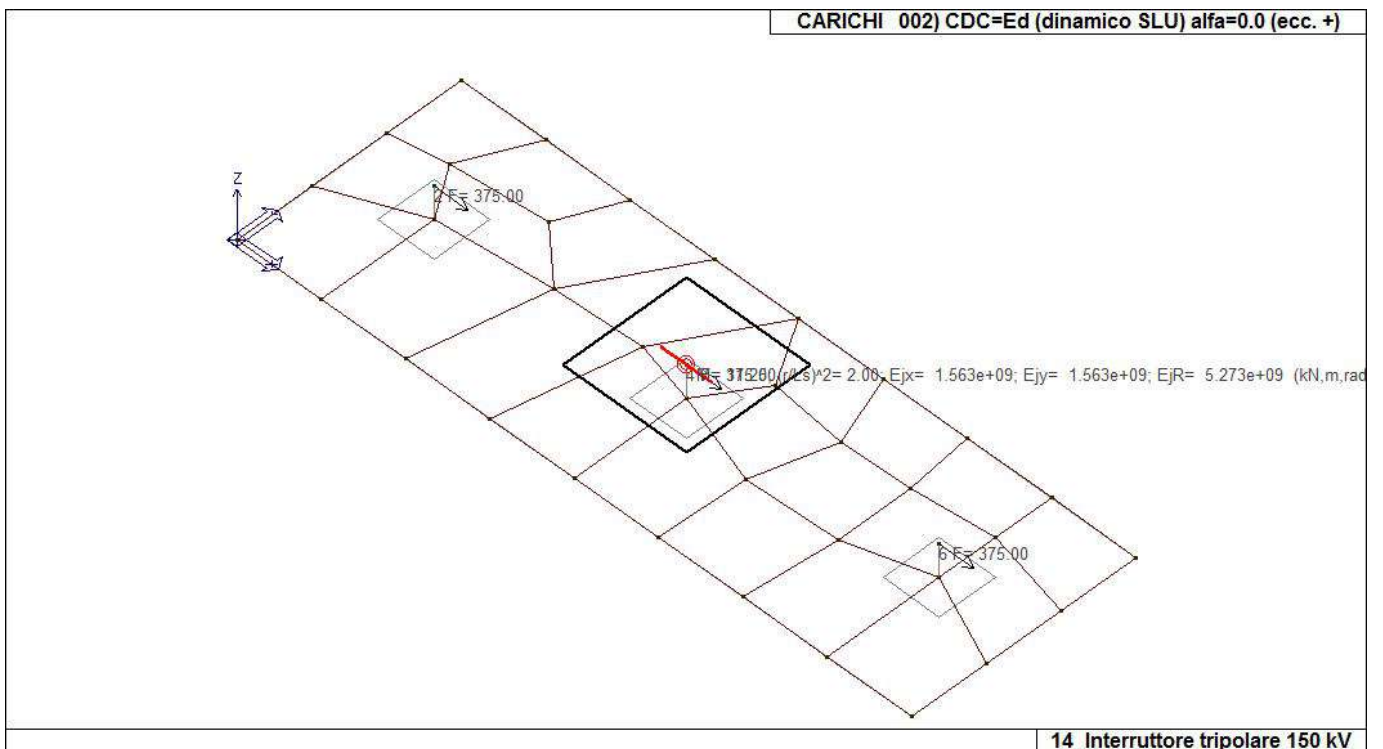 CARICHI 002) CDC=Ed (dinamico SLU) alfa=0.0 (ecc. +)
Z
2 F= 375.00
(r/Ls)^2= 2.00, Ejx= 1.563e+09; Ejy= 1.563e+09; EjR= 5.273e+09 (kN,m,rad
6 F= 375.00
14 Interruttore tripolare 150 kV